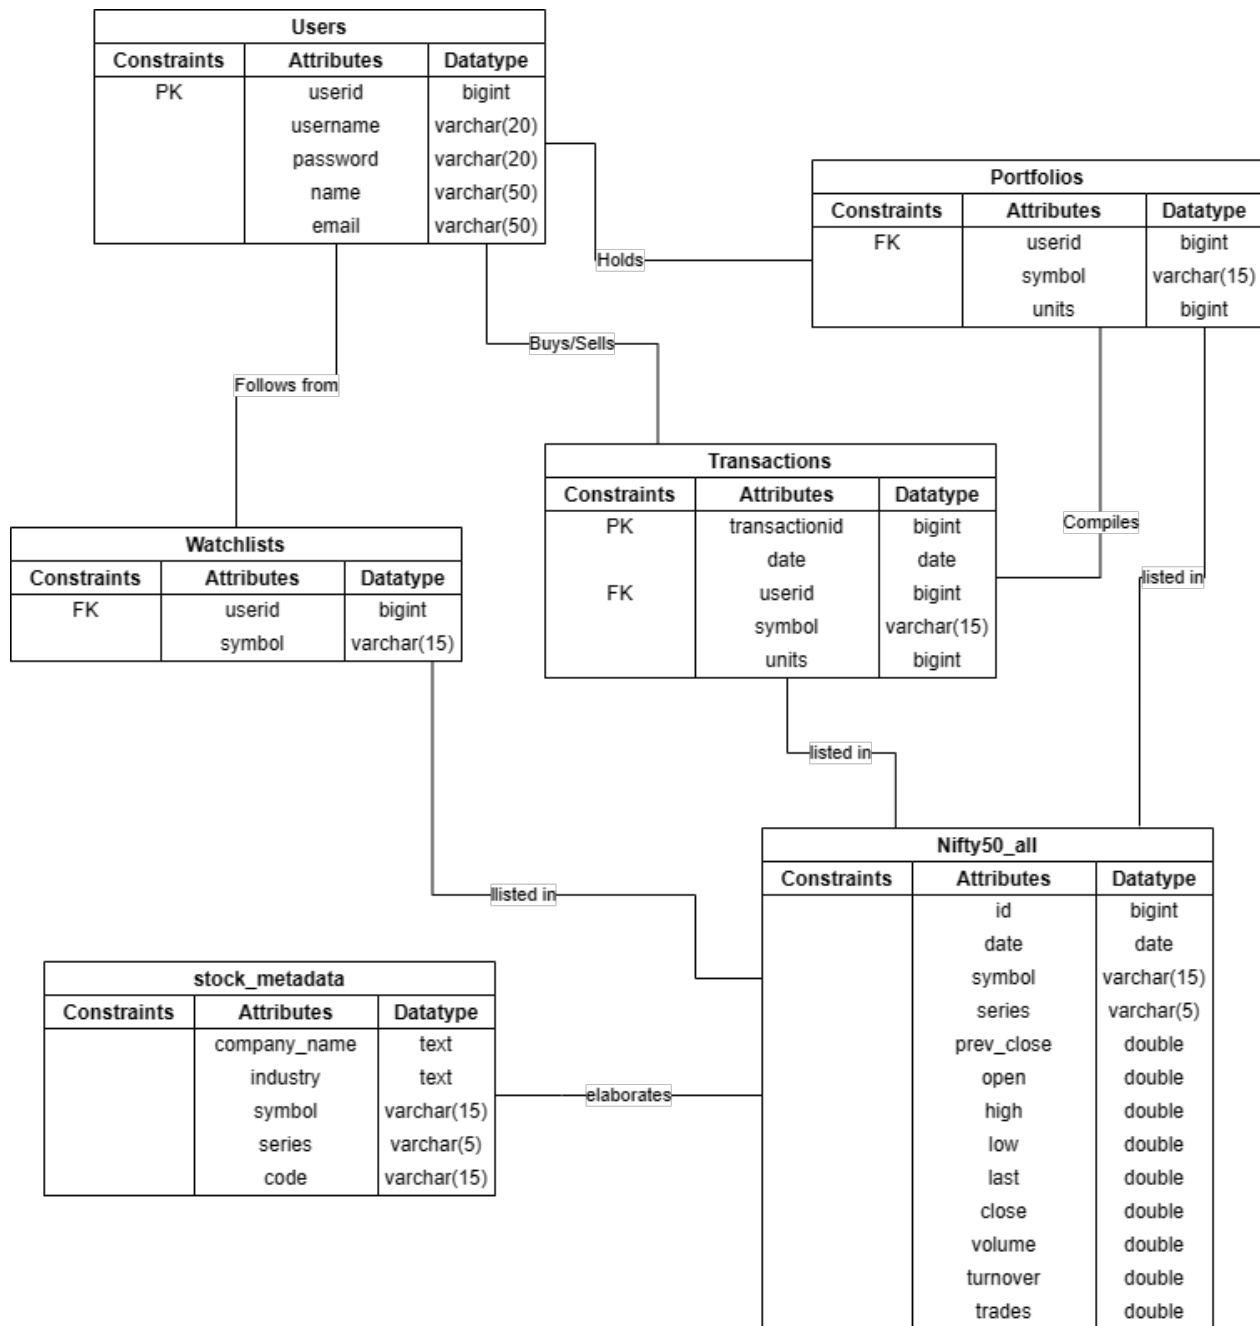 Users
Constraints Attributes Datatype
PK userid bigint
username varchar(20)
password varchar(20)
name varchar(50)
email varchar(50)
Portfolios
Constraints Attributes Datatype
FK userid bigint
symbol varchar(15)
units bigint
Holds
Buys/Sells
Follows from
Transactions
Constraints Attributes Datatype
PK transactionid bigint
date date
FK userid bigint
symbol varchar(15)
units bigint
Compiles
listed in
Watchlists
Constraints Attributes Datatype
FK userid bigint
symbol varchar(15)
listed in
Nifty50_all
Constraints Attributes Datatype
id bigint
date date
symbol varchar(15)
series varchar(5)
prev_close double
open double
high double
low double
last double
close double
volume double
turnover double
trades double
llisted in
stock_metadata
Constraints Attributes Datatype
company_name text
industry text
symbol varchar(15)
series varchar(5)
code varchar(15)
elaborates